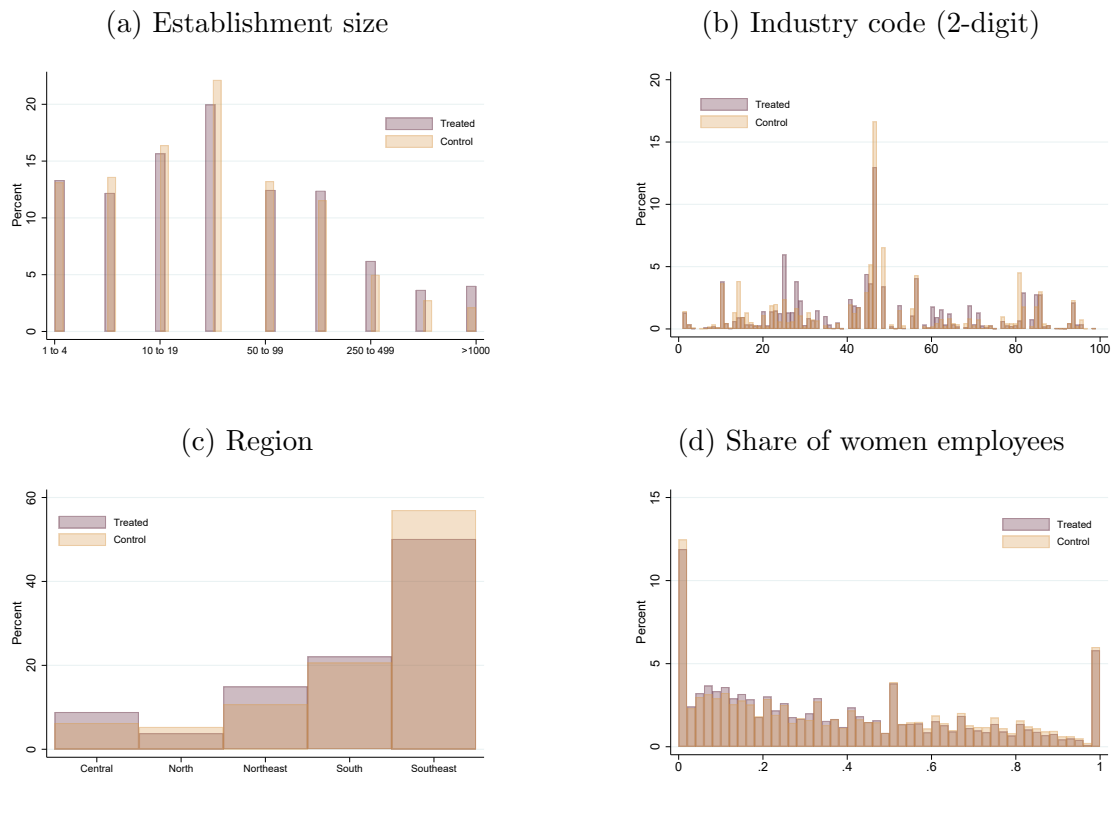 (a) Establishment size
Percent
20
15
10
5
0
Treated
Control
1 to 4
10 to 19
50 to 99
250 to 499
>1000
(b) Industry code (2-digit)
Percent
20
15
10
5
0
Treated
Control
0
20
40
60
80
100
(c) Region
Percent
60
40
20
0
Treated
Control
Central
North
Northeast
South
Southeast
(d) Share of women employees
Percent
15
10
5
0
Treated
Control
0
.2
.4
.6
.8
1